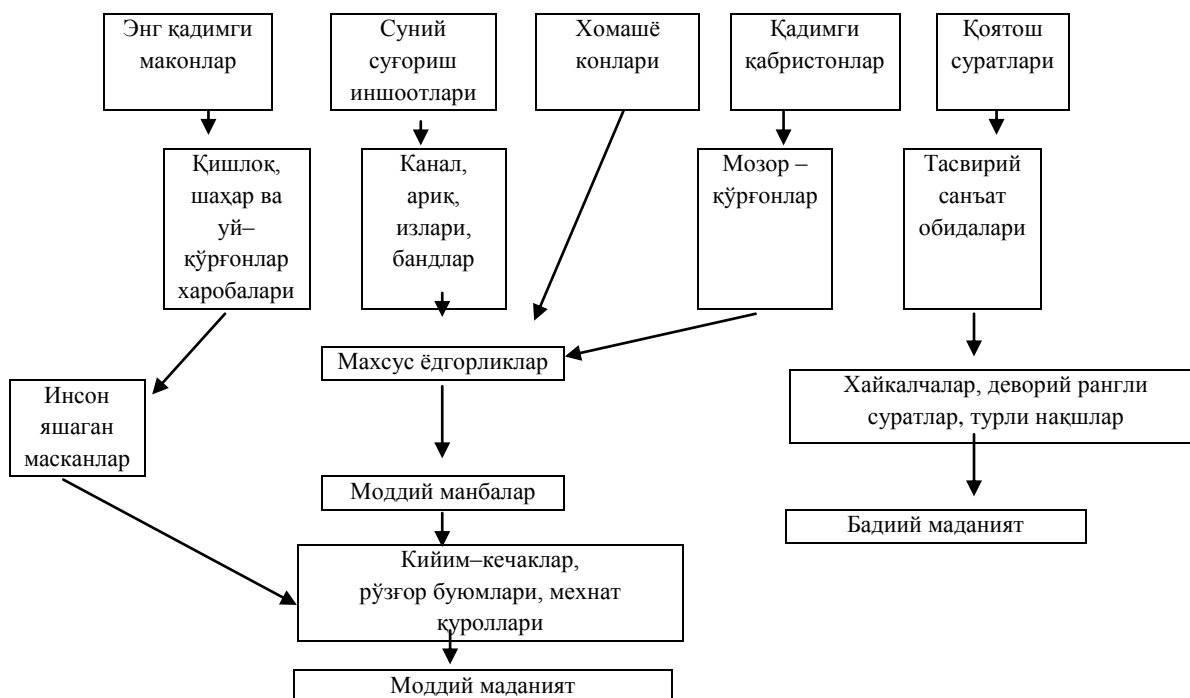 Энг қадимги
маконлар
Суний
суғориш
иншоотлари
Хомашё
конлари
Қадимги
қабристонлар
Қоятош
суратлари
Қишлоқ,
шаҳар ва
уй–
қўрғонлар
харобалари
Канал,
ариқ,
излари,
бандлар
Мозор –
қўрғонлар
Тасвирий
санъат
обидалари
Махсус ёдгорликлар
Инсон
яшаган
масканлар
Хайкалчалар, деворий рангли
суратлар, турли нақшлар
Моддий манбалар
Бадиий маданият
Кийим–кечаклар,
рўзғор буюмлари, мехнат
қуроллари
Моддий маданият